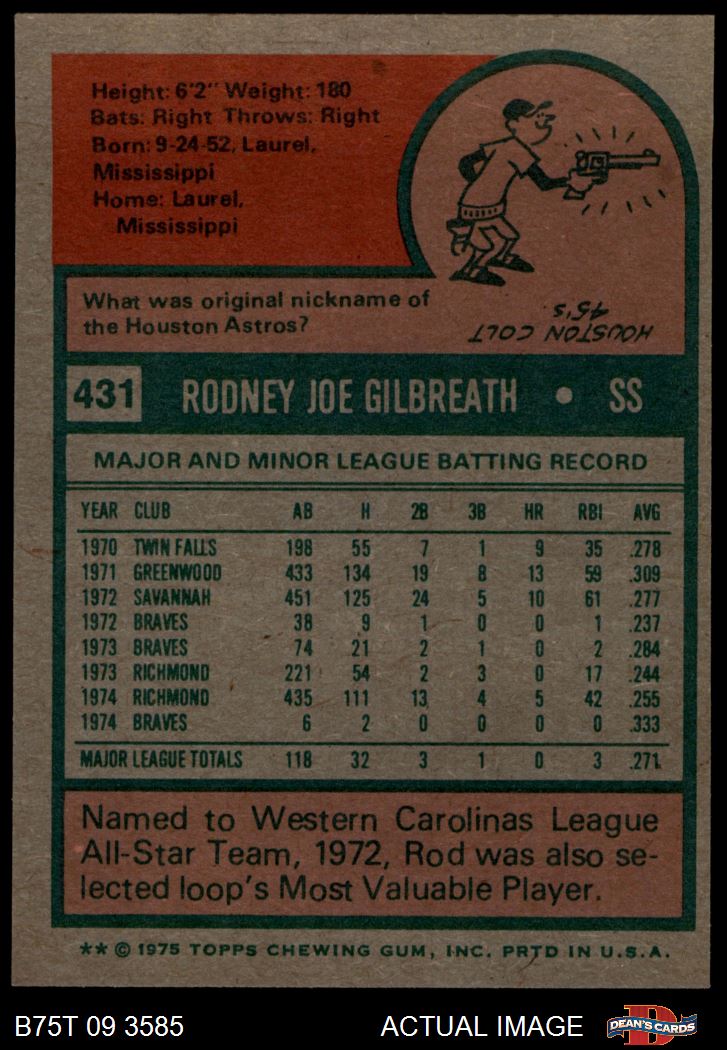 Height: 6'2" Weight: 180
Bats: Right Throws: Right
Born: 9-24-52, Laurel,
Mississippi
Home: Laurel,
Mississippi
What was original nickname of
the Houston Astros?
HOUSTON COLT
45's.
431 RODNEY JOE GILBREATH • SS
MAJOR AND MINOR LEAGUE BATTING RECORD
YEAR CLUB AB H 2B 3B HR RBI AVG
1970 TWIN FALLS 198 55 7 1 9 35 .278
1971 GREENWOOD 433 134 19 8 13 59 .309
1972 SAVANNAH 451 125 24 5 10 61 .277
1972 BRAVES 38 9 1 0 0 1 .237
1973 BRAVES 74 21 2 1 0 2 .284
1973 RICHMOND 221 54 2 3 0 17 .244
1974 RICHMOND 435 111 13 4 5 42 .255
1974 BRAVES 6 2 0 0 0 0 .333
MAJOR LEAGUE TOTALS 118 32 3 1 0 3 .271
Named to Western Carolinas League
All-Star Team, 1972, Rod was also se-
lected loop's Most Valuable Player.
** © 1975 TOPPS CHEWING GUM, INC. PRTD IN U.S.A.
B75T 09 3585 ACTUAL IMAGE DEAN'S CARDS